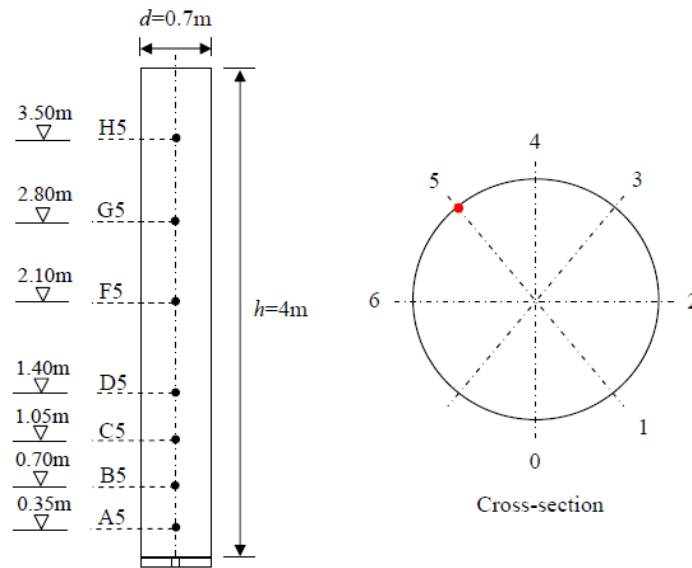 d=0.7m
3.50m
H5
2.80m
G5
2.10m
F5
1.40m
D5
1.05m
C5
0.70m
B5
0.35m
A5
h=4m
4
5
3
6
2
1
0
Cross-section